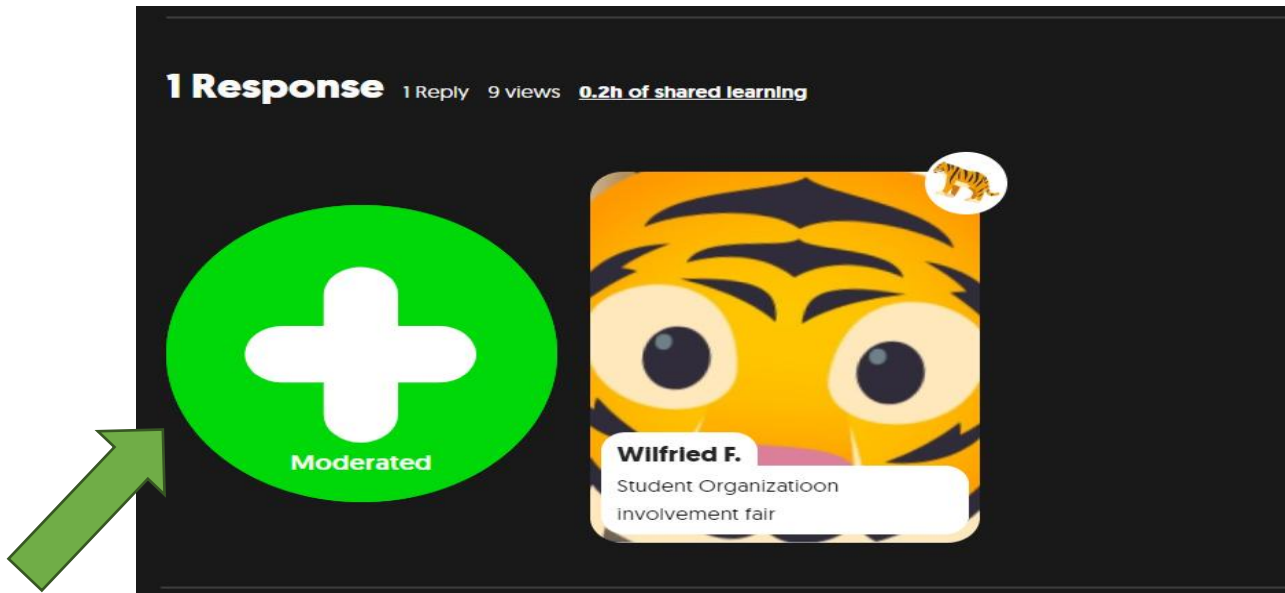 1 Response 1 Reply 9 views 0.2h of shared learning
Moderated
Wilfried F.
Student Organizatioon
involvement fair